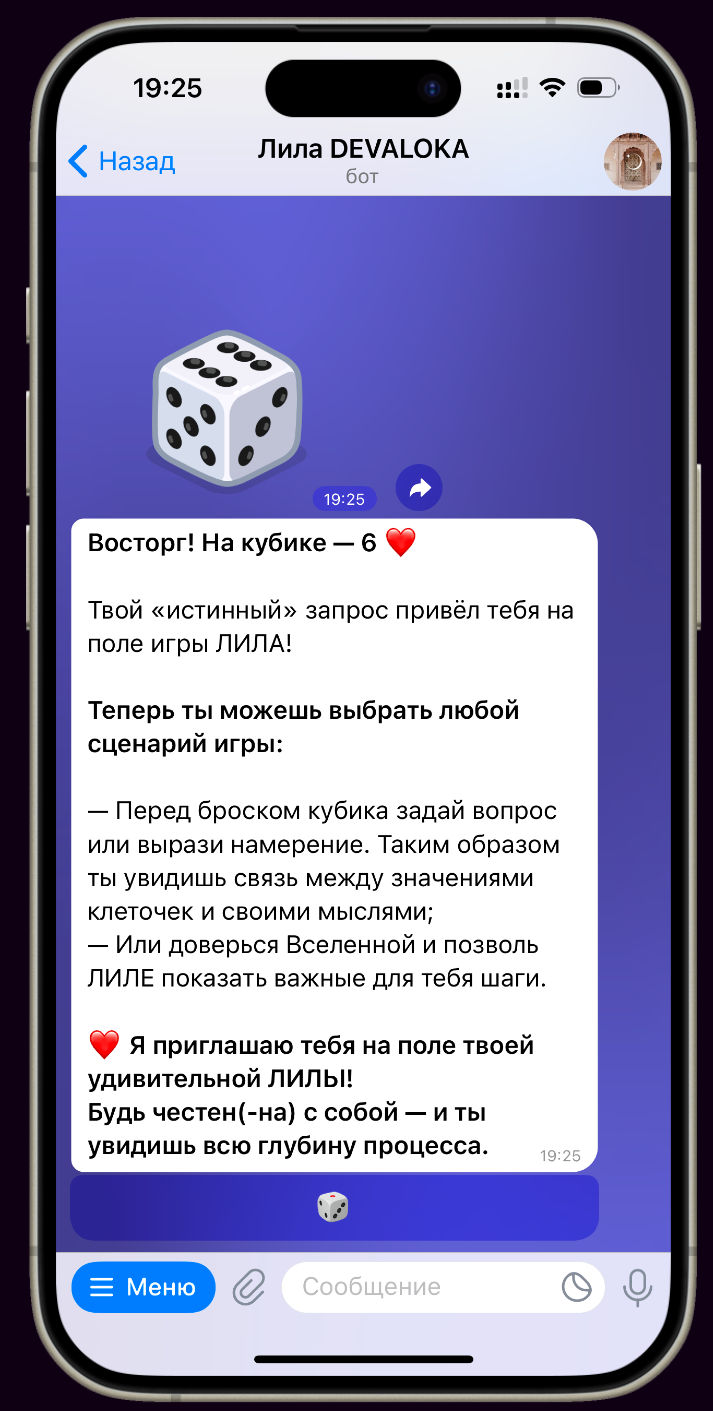 19:25
Назад
Лила DEVALOKA
бот
19:25
Восторг! На кубике — 6 ❤️
Твой «истинный» запрос привёл тебя на
поле игры ЛИЛА!
Теперь ты можешь выбрать любой
сценарий игры:
— Перед броском кубика задай вопрос
или вырази намерение. Таким образом
ты увидишь связь между значениями
клеточек и своими мыслями;
— Или доверься Вселенной и позволь
ЛИЛЕ показать важные для тебя шаги.
❤️ Я приглашаю тебя на поле твоей
удивительной ЛИЛЫ!
Будь честен(-на) с собой — и ты
увидишь всю глубину процесса.
19:25
Меню
Сообщение